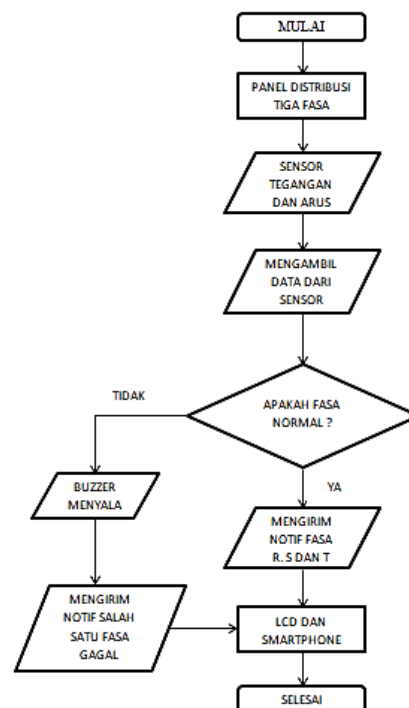 MULAI
PANEL DISTRIBUSI
TIGA FASA
SENSOR
TEGANGAN
DAN ARUS
MENGAMBIL
DATA DARI
SENSOR
APAKAH FASA
NORMAL ?
TIDAK
YA
BUZZER
MENYALA
MENGIRIM
NOTIF FASA
R. S DAN T
MENGIRIM
NOTIF SALAH
SATU FASA
GAGAL
LCD DAN
SMARTPHONE
SELESAI